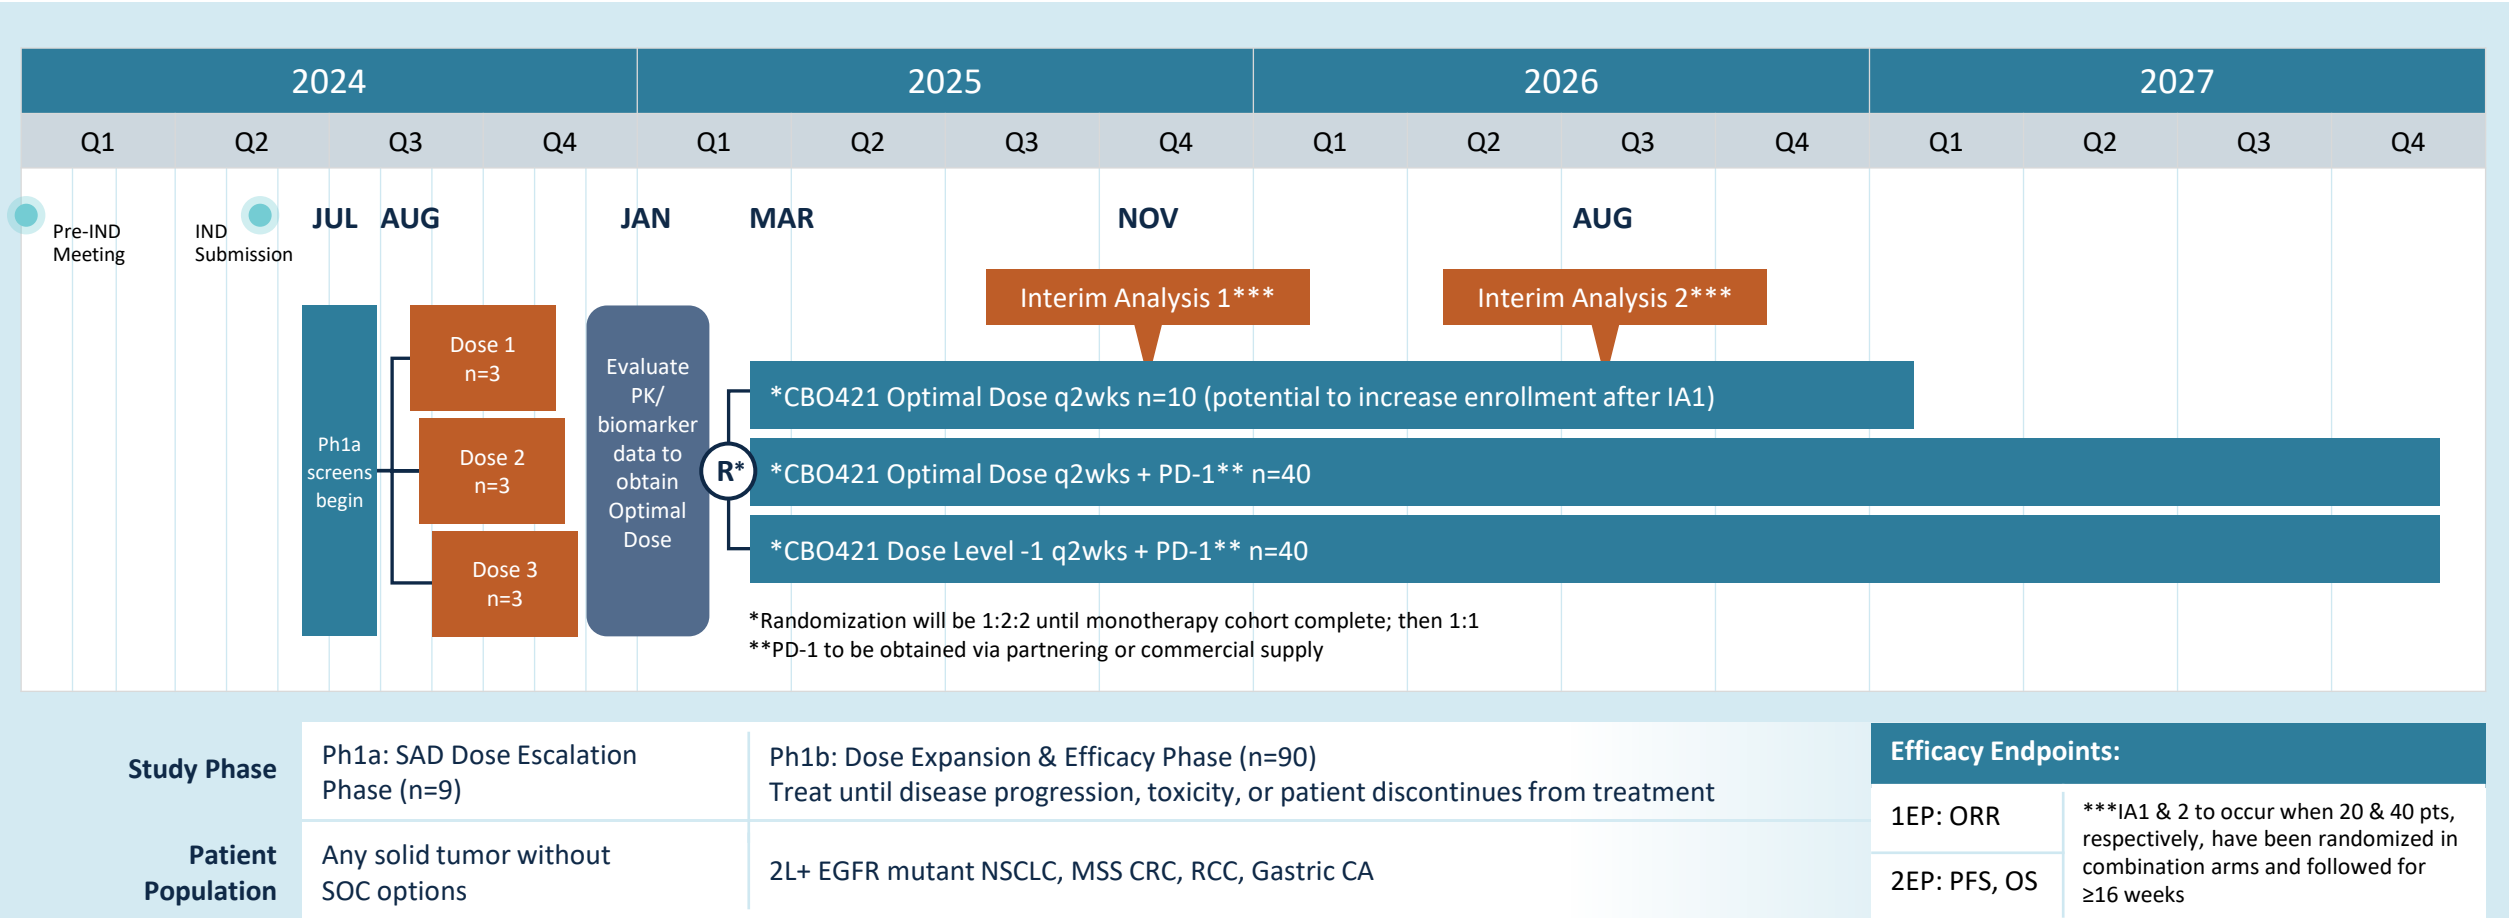 2024
2025
2026
2027
Q1
Q2
Q3
Q4
Q1
Q2
Q3
Q4
Q1
Q2
Q3
Q4
Q1
Q2
Q3
Q4
Pre-IND
Meeting
IND
Submission
JUL
AUG
JAN
MAR
NOV
AUG
Interim Analysis 1***
Interim Analysis 2***
Ph1a
screens
begin
Dose 1
n=3
Dose 2
n=3
Dose 3
n=3
Evaluate
PK/
biomarker
data to
obtain
Optimal
Dose
R*
*CBO421 Optimal Dose q2wks n=10 (potential to increase enrollment after IA1)
*CBO421 Optimal Dose q2wks + PD-1** n=40
*CBO421 Dose Level -1 q2wks + PD-1** n=40
*Randomization will be 1:2:2 until monotherapy cohort complete; then 1:1
**PD-1 to be obtained via partnering or commercial supply
Study Phase
Ph1a: SAD Dose Escalation
Phase (n=9)
Ph1b: Dose Expansion & Efficacy Phase (n=90)
Treat until disease progression, toxicity, or patient discontinues from treatment
Patient
Population
Any solid tumor without
SOC options
2L+ EGFR mutant NSCLC, MSS CRC, RCC, Gastric CA
Efficacy Endpoints:
1EP: ORR
2EP: PFS, OS
***IA1 & 2 to occur when 20 & 40 pts,
respectively, have been randomized in
combination arms and followed for
≥16 weeks